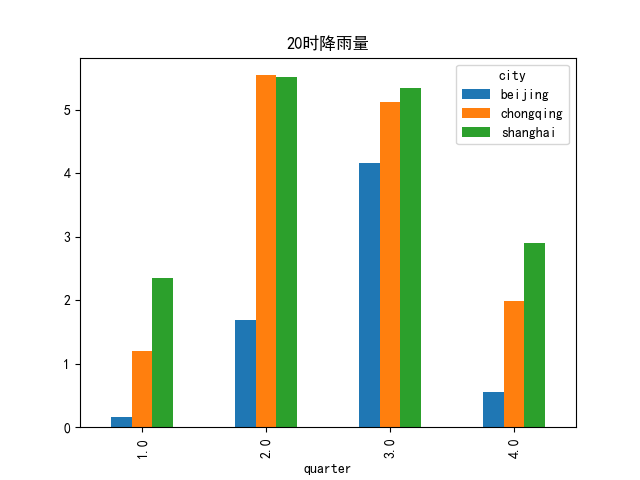 20时降雨量
city
beijing
chongqing
shanghai
5
4
3
2
1
0
1.0
2.0
3.0
4.0
quarter